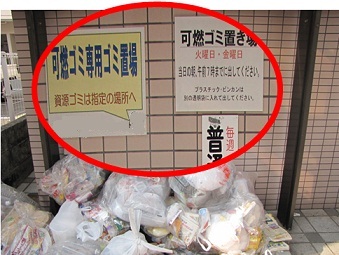 可燃ゴミ専用ゴミ置場
資源ゴミは指定の場所へ
可燃ゴミ置き場
火曜日・金曜日
当日の朝、午前7時までに出してください。
プラスチック・ビンカンは
別の透明袋に入れて出してください。
毎週
普通